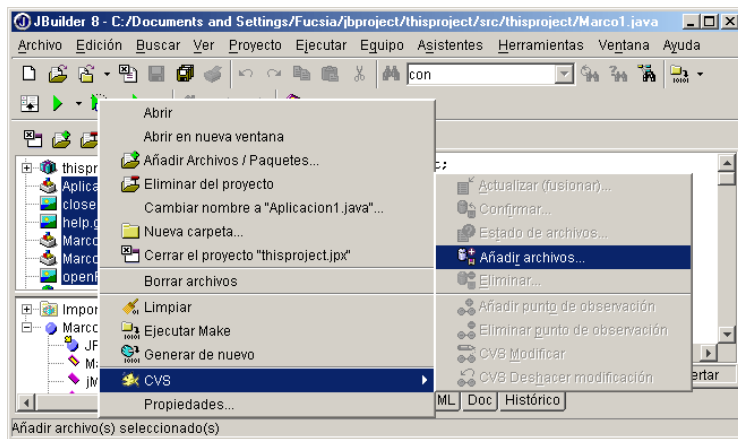 JBuilder 8 - C:/Documents and Settings/Fucsia/jbproject/thisproject/src/thisproject/Marco1.java
Archivo Edición Buscar Ver Proyecto Ejecutar Equipo Asistentes Herramientas Ventana Ayuda
con
Abrir
Abrir en nueva ventana
Añadir Archivos / Paquetes...
Eliminar del proyecto
Cambiar nombre a "Aplicacion1.java"...
Nueva carpeta...
Cerrar el proyecto "thisproject.jpx"
Borrar archivos
Limpiar
Ejecutar Make
Generar de nuevo
CVS
Propiedades...
Actualizar (fusionar)...
Confirmar...
Estado de archivos...
Añadir archivos...
Eliminar...
Añadir punto de observación
Eliminar punto de observación
CVS Modificar
CVS Deshacer modificación
thispr
Aplica
close
help.g
Marco
Marco
openF
Impor
Marco
JF
M
jM
c;
ertar
ML Doc Histórico
Añadir archivo(s) seleccionado(s)